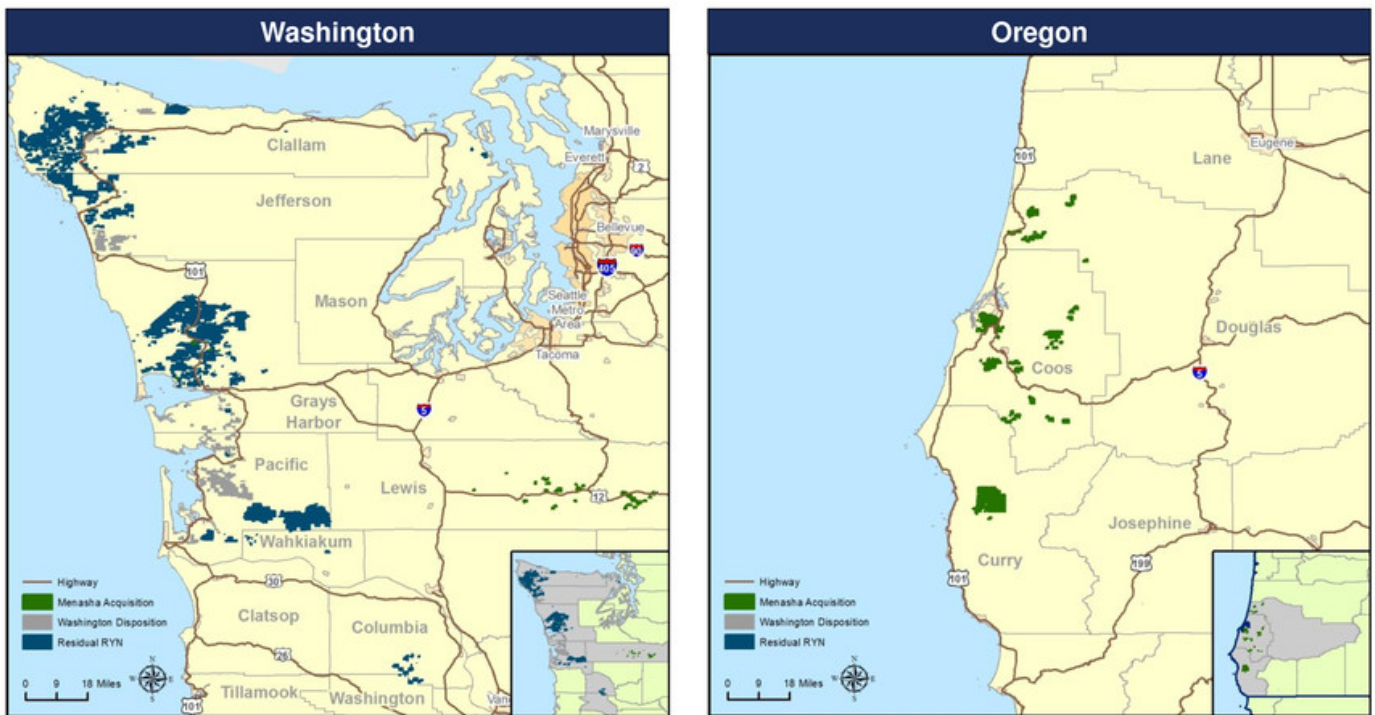 Washington
Marysville
Everett
2
Clallam
Jefferson
Bellevue
90
405
101
Mason
Seattle
Metro
Area
Tacoma
5
Grays
Harbor
Pacific
Lewis
12
Wahkiakum
30
Clatsop
Columbia
26
Tillamook
Washington
101
Van
Highway
Menasha Acquisition
Washington Disposition
Residual RYN
N
W E
S
0 9 18 Miles
Oregon
101
Eugene
Lane
Douglas
Coos
5
Josephine
Curry
101
199
Highway
Menasha Acquisition
Washington Disposition
Residual RYN
N
W E
S
0 9 18 Miles